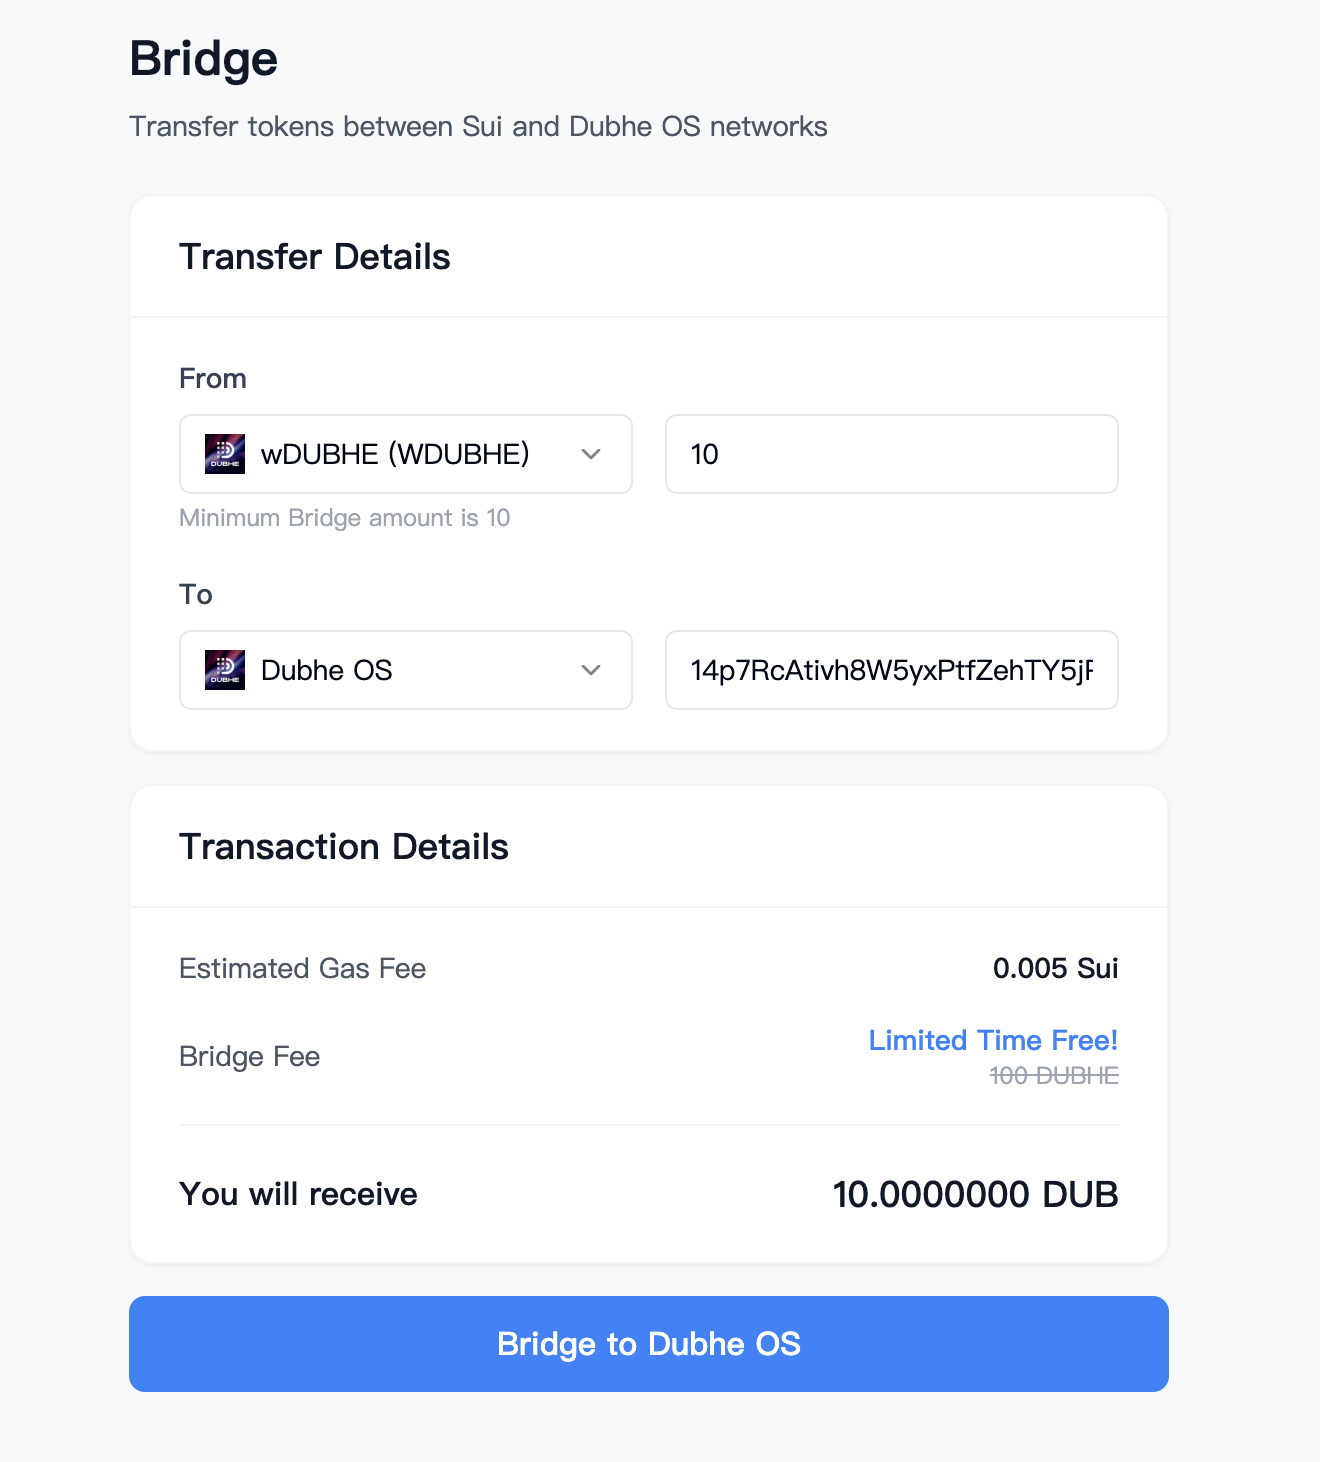 Bridge
Transfer tokens between Sui and Dubhe OS networks
Transfer Details
From
DUBHE
wDUBHE (WDUBHE)
10
Minimum Bridge amount is 10
To
DUBHE
Dubhe OS
14p7RcAtivh8W5yxPtfZehTY5j
Transaction Details
Estimated Gas Fee
0.005 Sui
Bridge Fee
Limited Time Free!
100 DUBHE
You will receive
10.0000000 DUB
Bridge to Dubhe OS